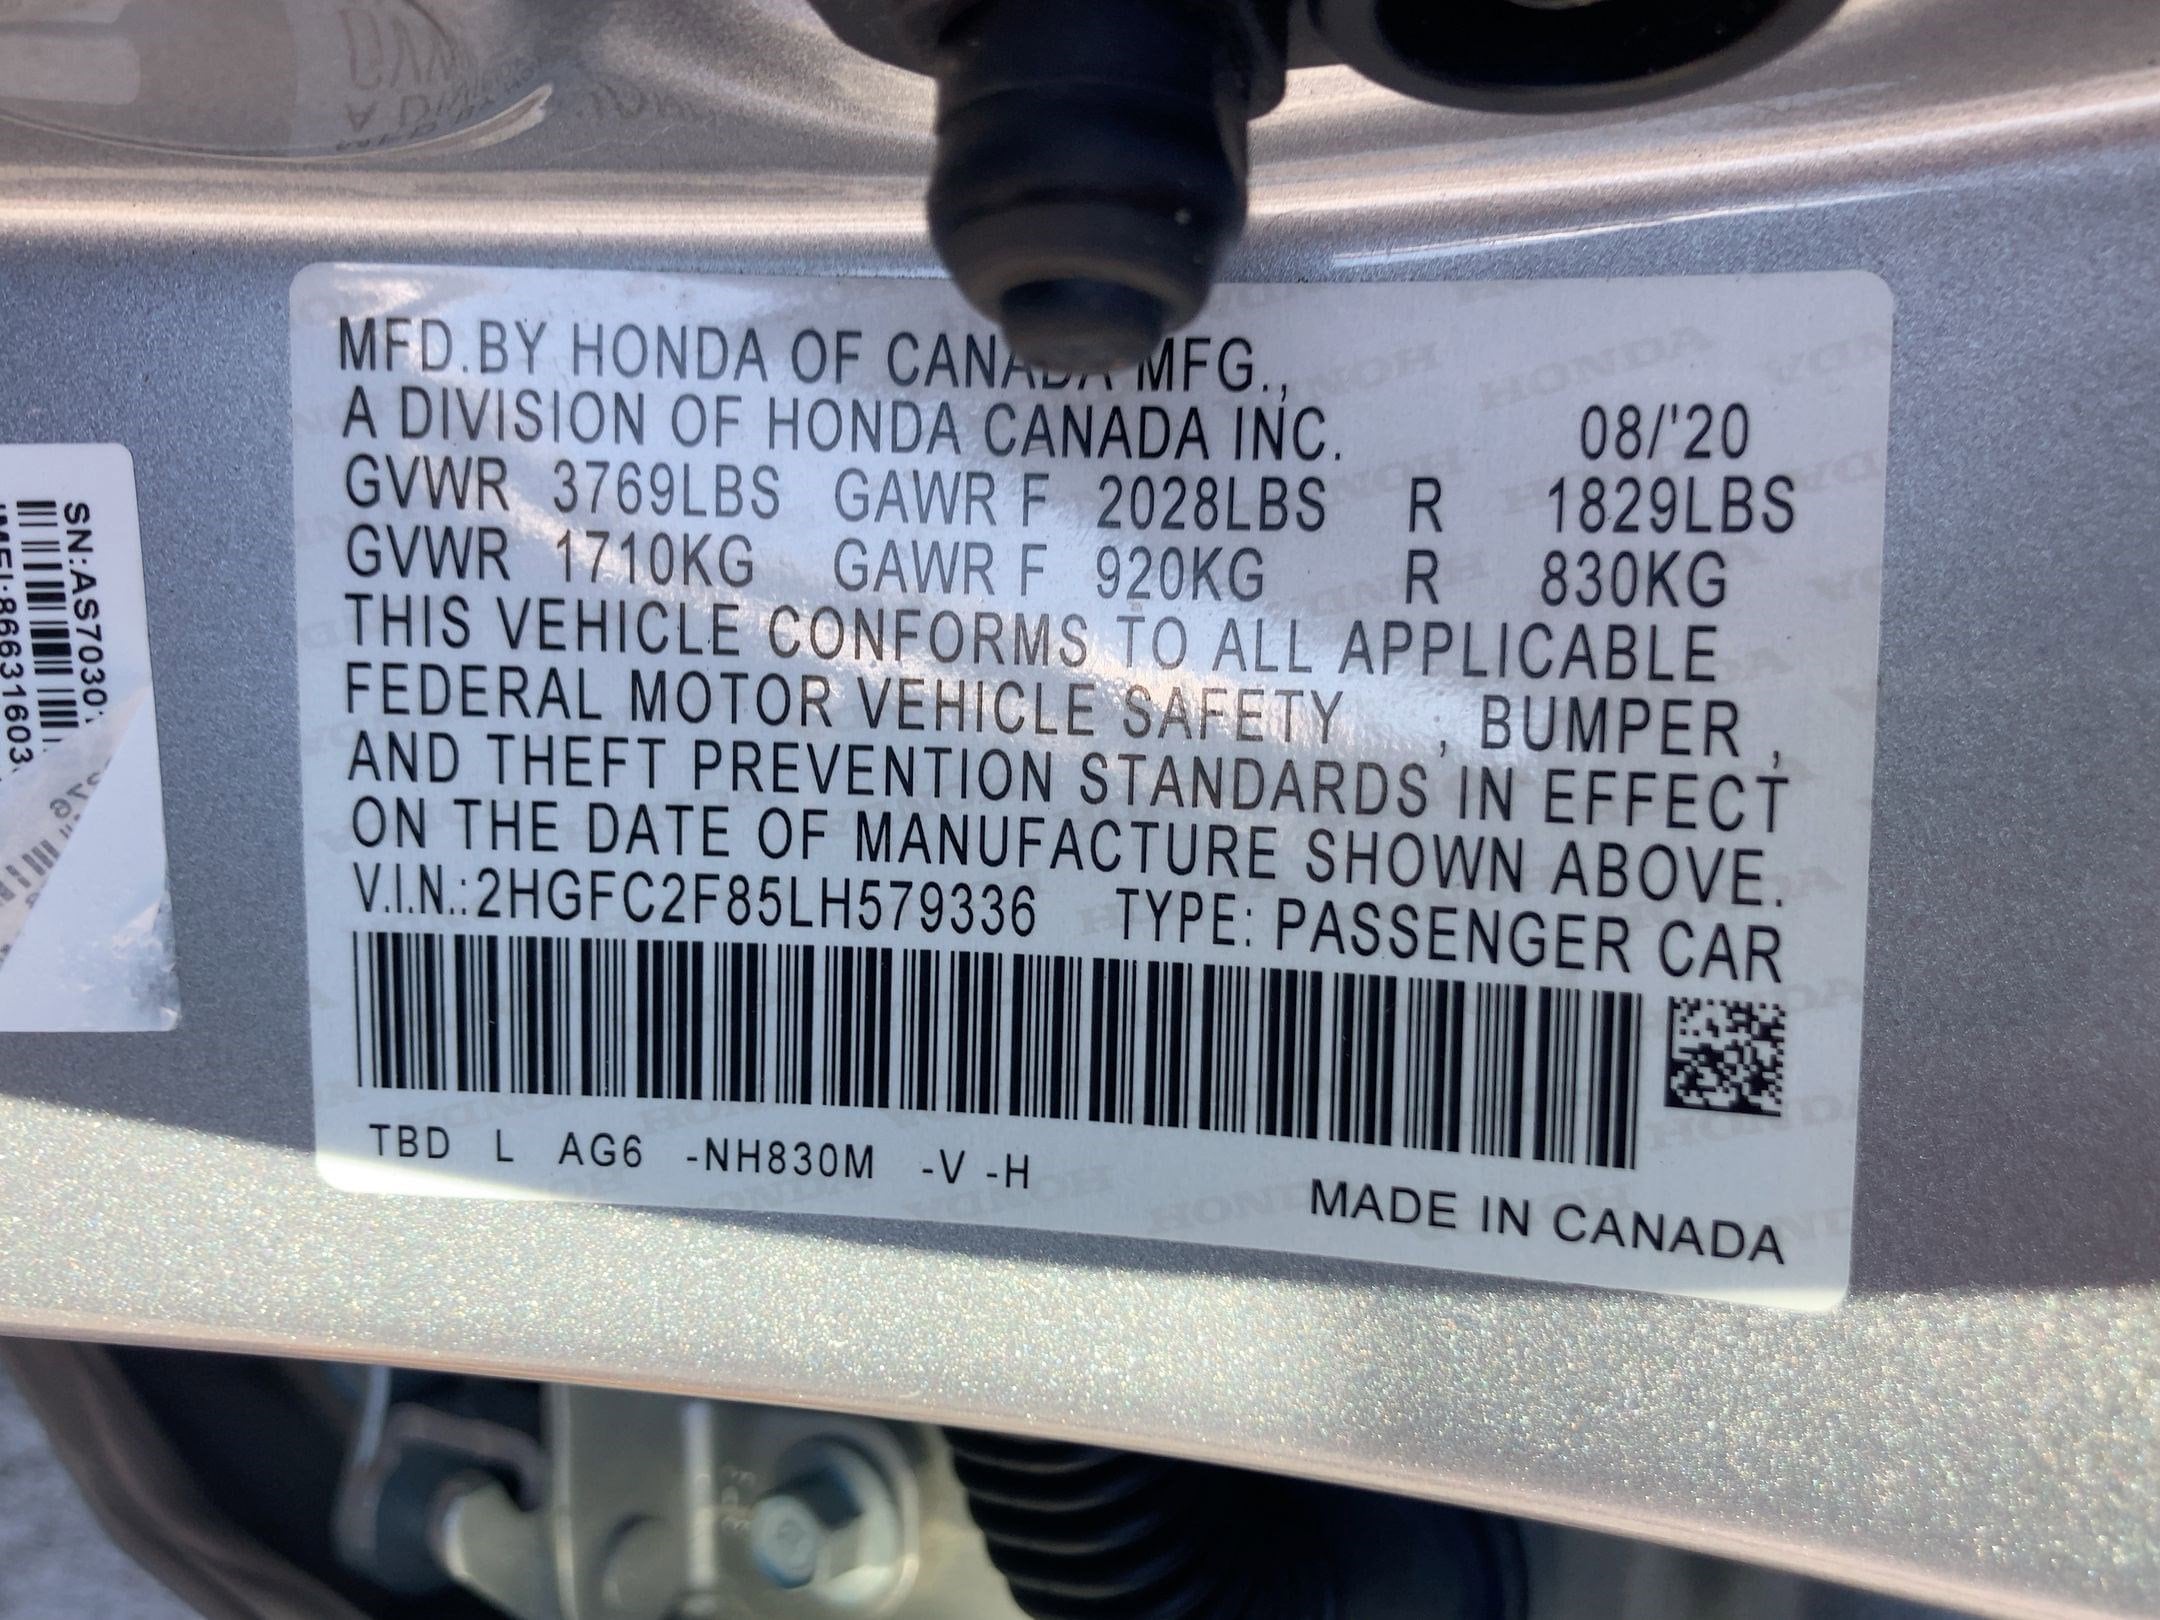 MFD.BY HONDA OF CANADA MFG.,
A DIVISION OF HONDA CANADA INC. 08/'20
GVWR 3769LBS GAWR F 2028LBS R 1829LBS
GVWR 1710KG GAWR F 920KG R 830KG
THIS VEHICLE CONFORMS TO ALL APPLICABLE
FEDERAL MOTOR VEHICLE SAFETY , BUMPER ,
AND THEFT PREVENTION STANDARDS IN EFFECT
ON THE DATE OF MANUFACTURE SHOWN ABOVE.
V.I.N.:2HGFC2F85LH579336 TYPE: PASSENGER CAR
TBD L AG6 -NH830M -V -H
MADE IN CANADA
SN:AS70301